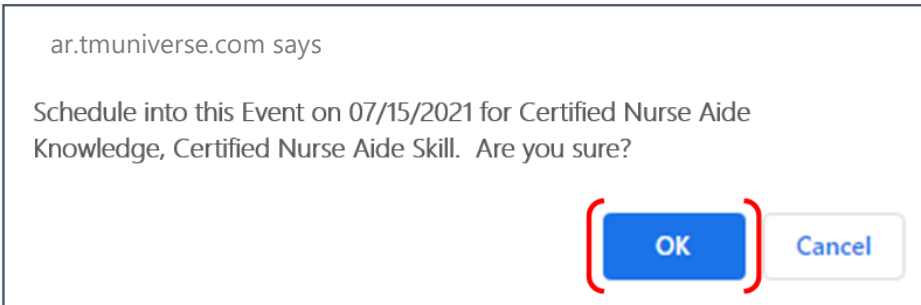 ar.tmuniverse.com says
Schedule into this Event on 07/15/2021 for Certified Nurse Aide
Knowledge, Certified Nurse Aide Skill.  Are you sure?
OK Cancel